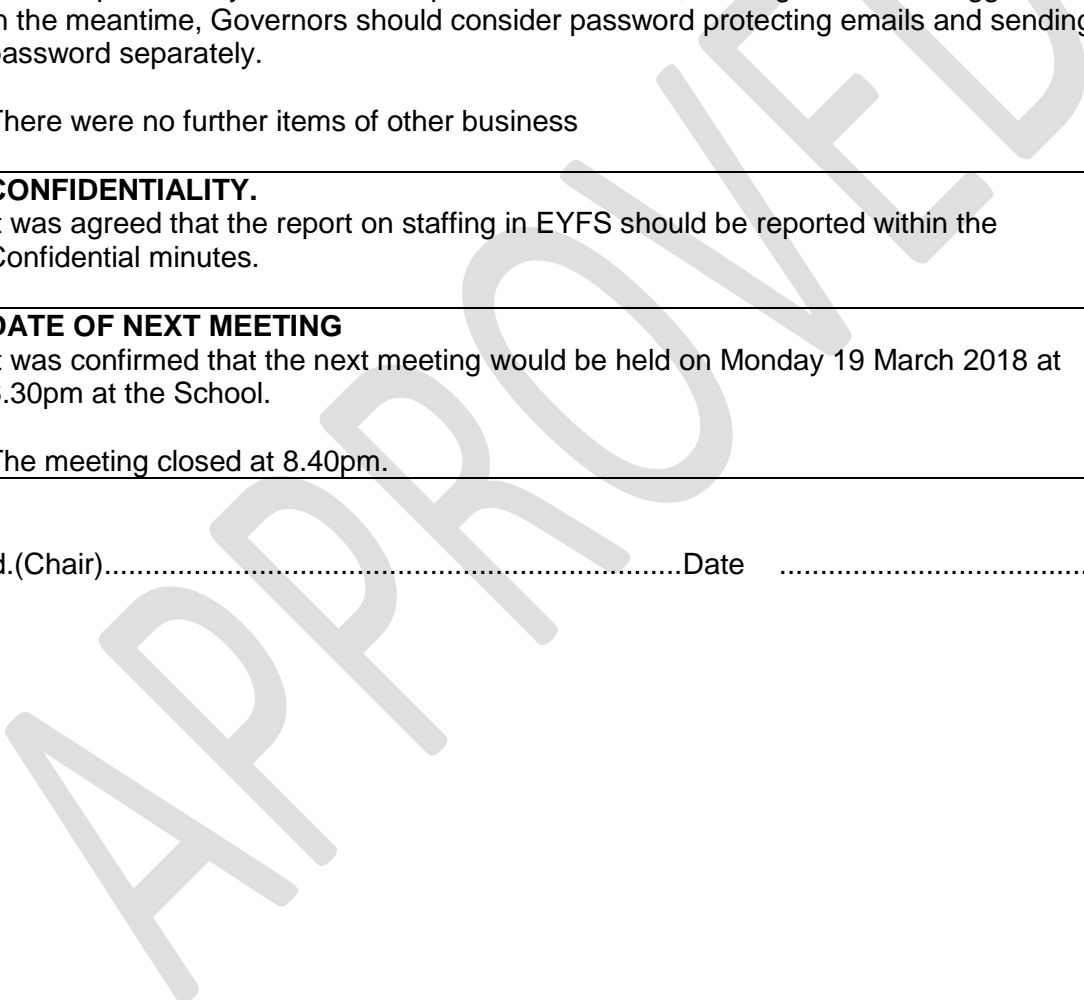 n the meantime, Governors should consider password protecting emails and sending
password separately.
There were no further items of other business
CONFIDENTIALITY.
t was agreed that the report on staffing in EYFS should be reported within the
Confidential minutes.
DATE OF NEXT MEETING
t was confirmed that the next meeting would be held on Monday 19 March 2018 at
.30pm at the School.
The meeting closed at 8.40pm.
d.(Chair)........................................................................Date ......................................
APPROVED